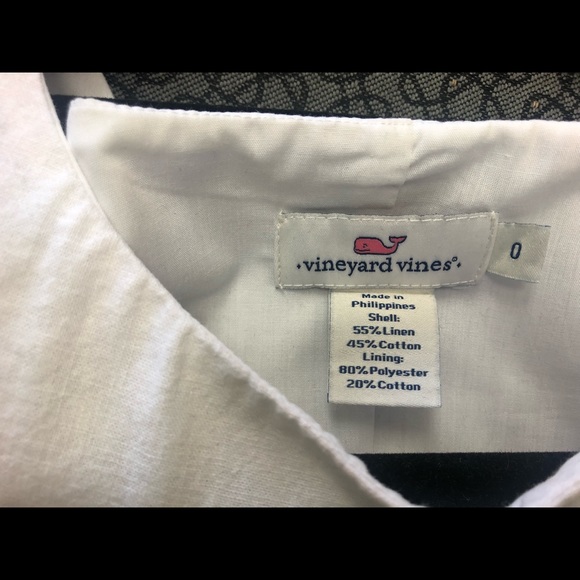 ·vineyard vines®·
0
Made in
Philippines
Shell:
55% Linen
45% Cotton
Lining:
80% Polyester
20% Cotton